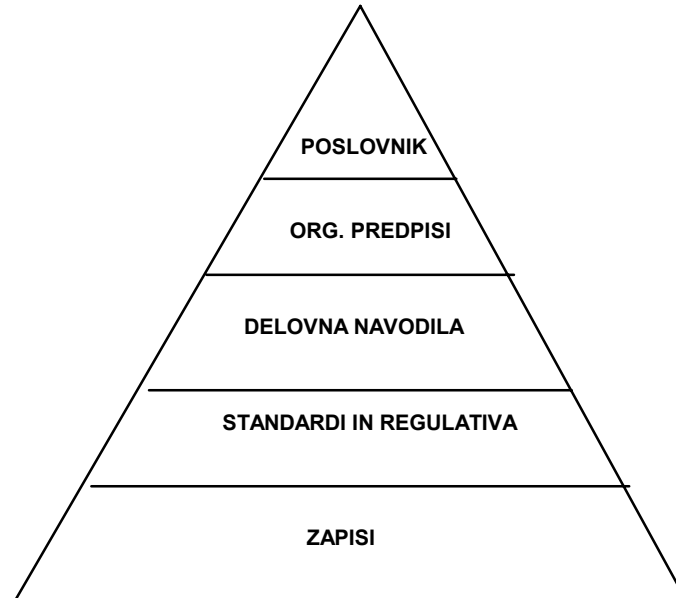 POSLOVNIK
ORG. PREDPISI
DELOVNA NAVODILA
STANDARDI IN REGULATIVA
ZAPISI